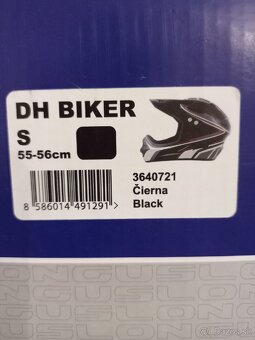 DH BIKER
S
55-56cm
3640721
Čierna
Black
8 586014 491291 >